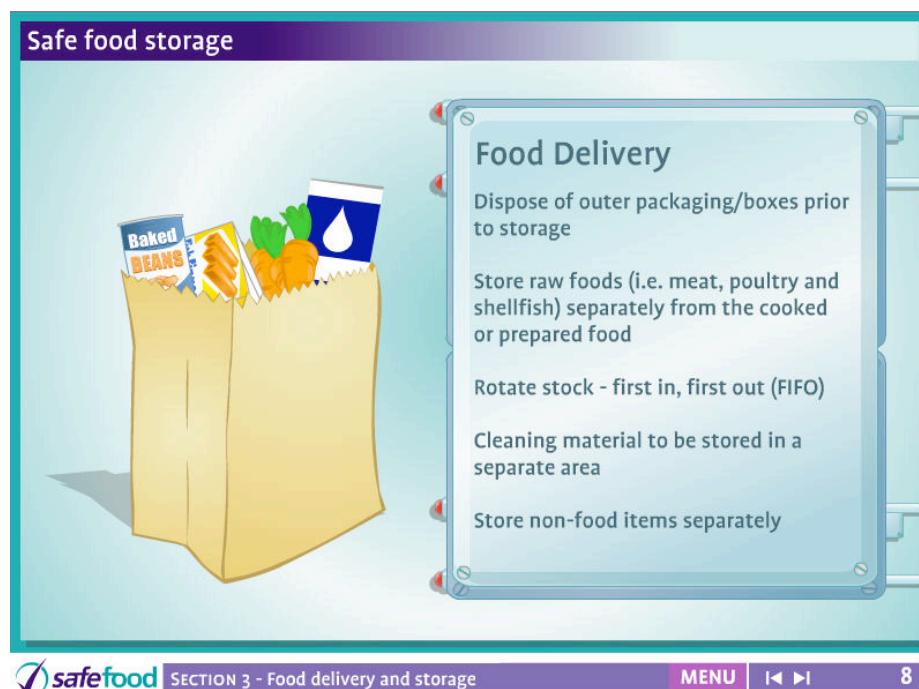 Safe food storage
Baked
BEANS
Food Delivery
Dispose of outer packaging/boxes prior
to storage
Store raw foods (i.e. meat, poultry and
shellfish) separately from the cooked
or prepared food
Rotate stock - first in, first out (FIFO)
Cleaning material to be stored in a
separate area
Store non-food items separately
safefood SECTION 3 - Food delivery and storage MENU 8